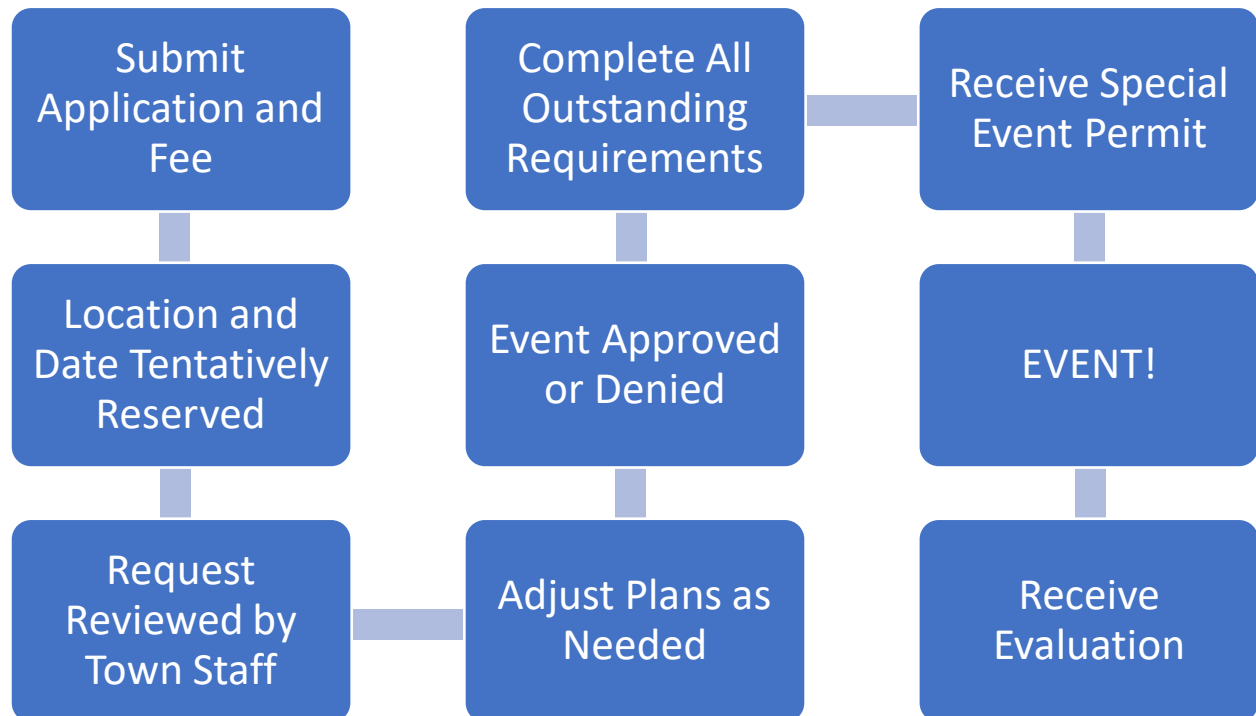 Submit
Application and
Fee
Location and
Date Tentatively
Reserved
Request
Reviewed by
Town Staff
Adjust Plans as
Needed
Event Approved
or Denied
Complete All
Outstanding
Requirements
Receive Special
Event Permit
EVENT!
Receive
Evaluation